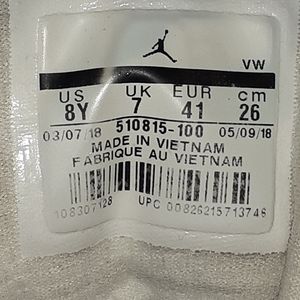 VW
US UK EUR cm
8Y 7 41 26
03/07/18 510815-100 05/09/18
MADE IN VIETNAM
FABRIQUE AU VIETNAM
108307128 UPC 00826215713746